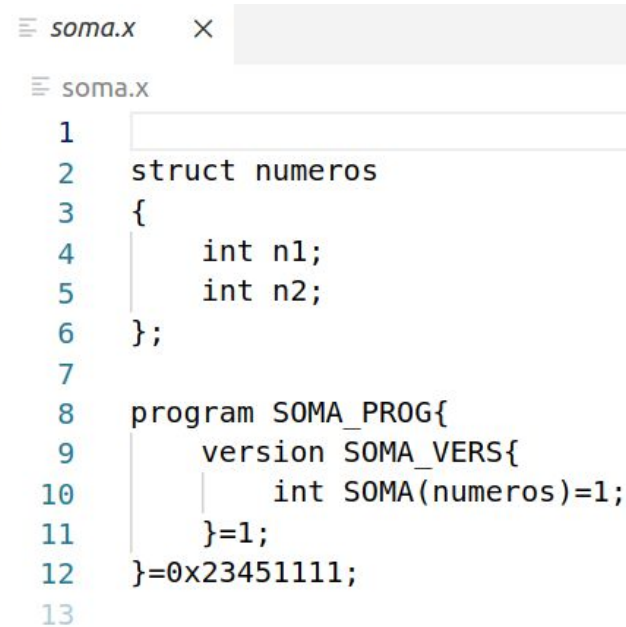 soma.x
soma.x
1
2 struct numeros
3 {
4     int n1;
5     int n2;
6 };
7
8 program SOMA_PROG{
9     version SOMA_VERS{
10         int SOMA(numeros)=1;
11     }=1;
12 }=0x23451111;
13